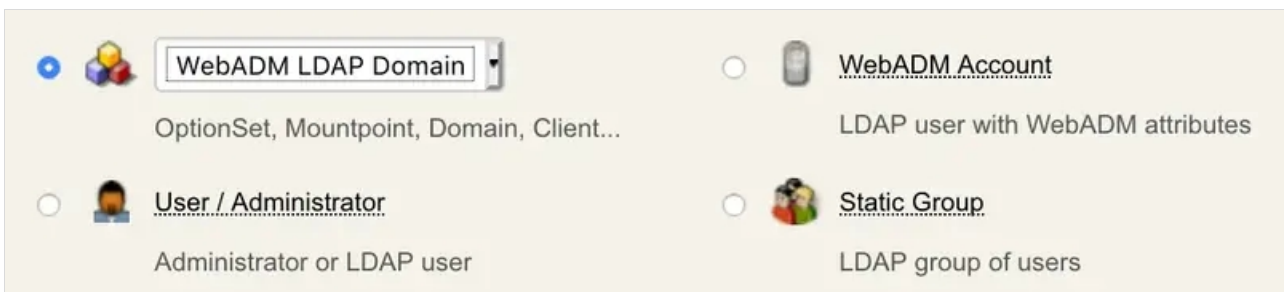 WebADM LDAP Domain
OptionSet, Mountpoint, Domain, Client...
WebADM Account
LDAP user with WebADM attributes
User / Administrator
Administrator or LDAP user
Static Group
LDAP group of users